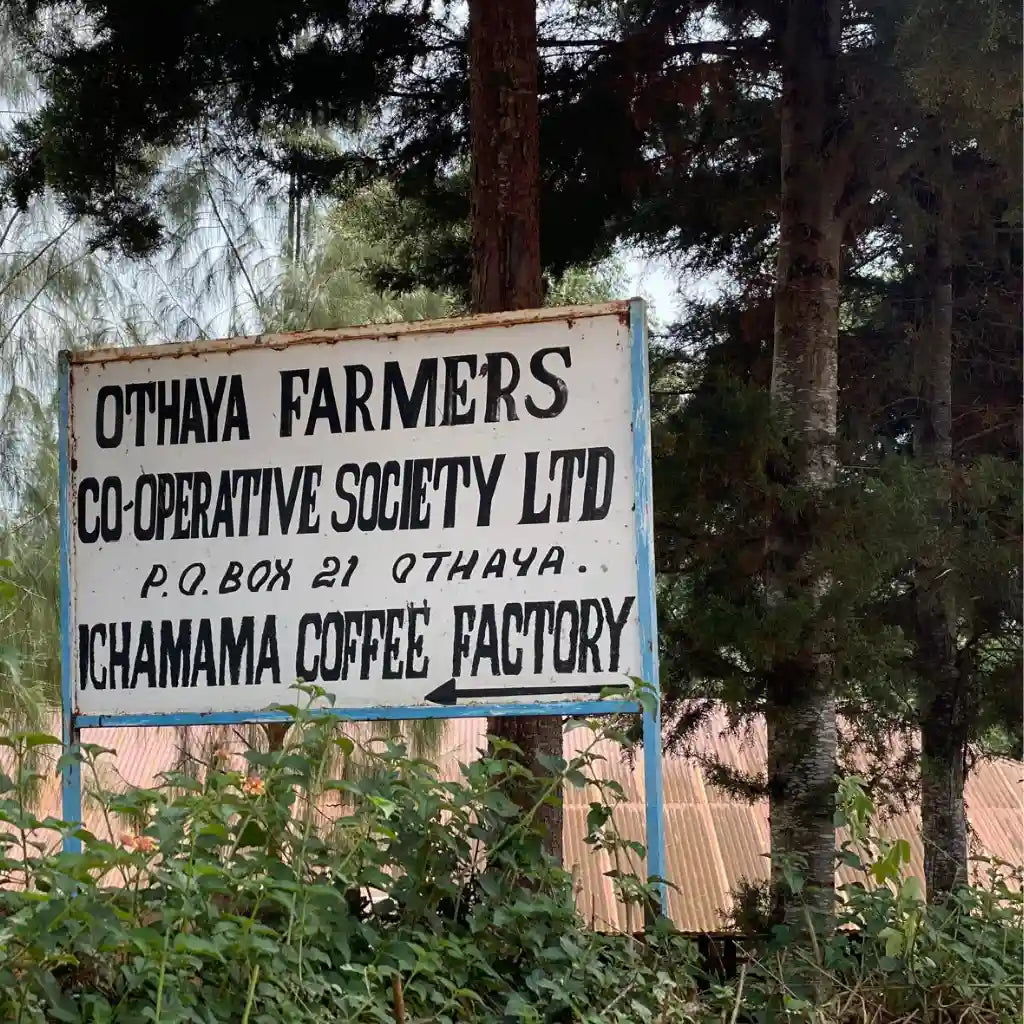 OTHAYA FARMERS
CO-OPERATIVE SOCIETY LTD
P.O. BOX 21 OTHAYA.
ICHAMAMA COFFEE FACTORY